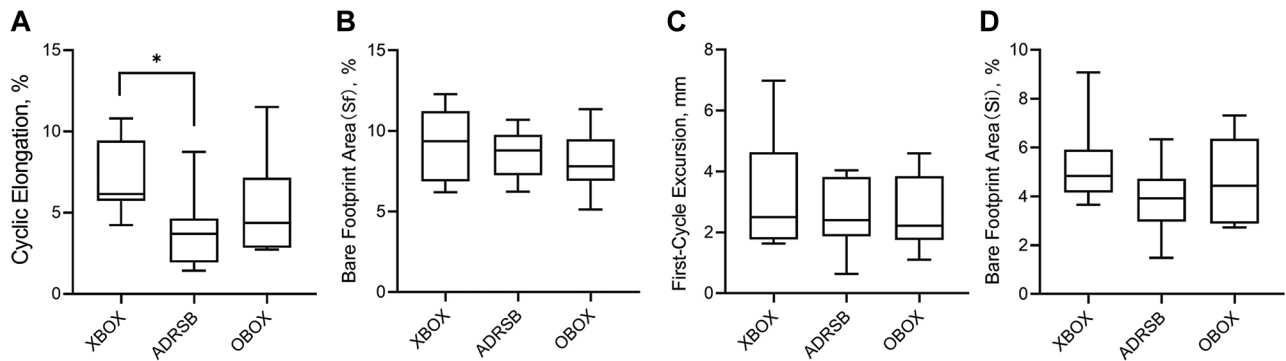 A
Cyclic Elongation, %
15
10
5
0
*
XBOX
ADRSB
OBOX
B
Bare Footprint Area(Sf), %
15
10
5
0
XBOX
ADRSB
OBOX
C
First-Cycle Excursion, mm
8
6
4
2
0
XBOX
ADRSB
OBOX
D
Bare Footprint Area(Si), %
10
8
6
4
2
0
XBOX
ADRSB
OBOX